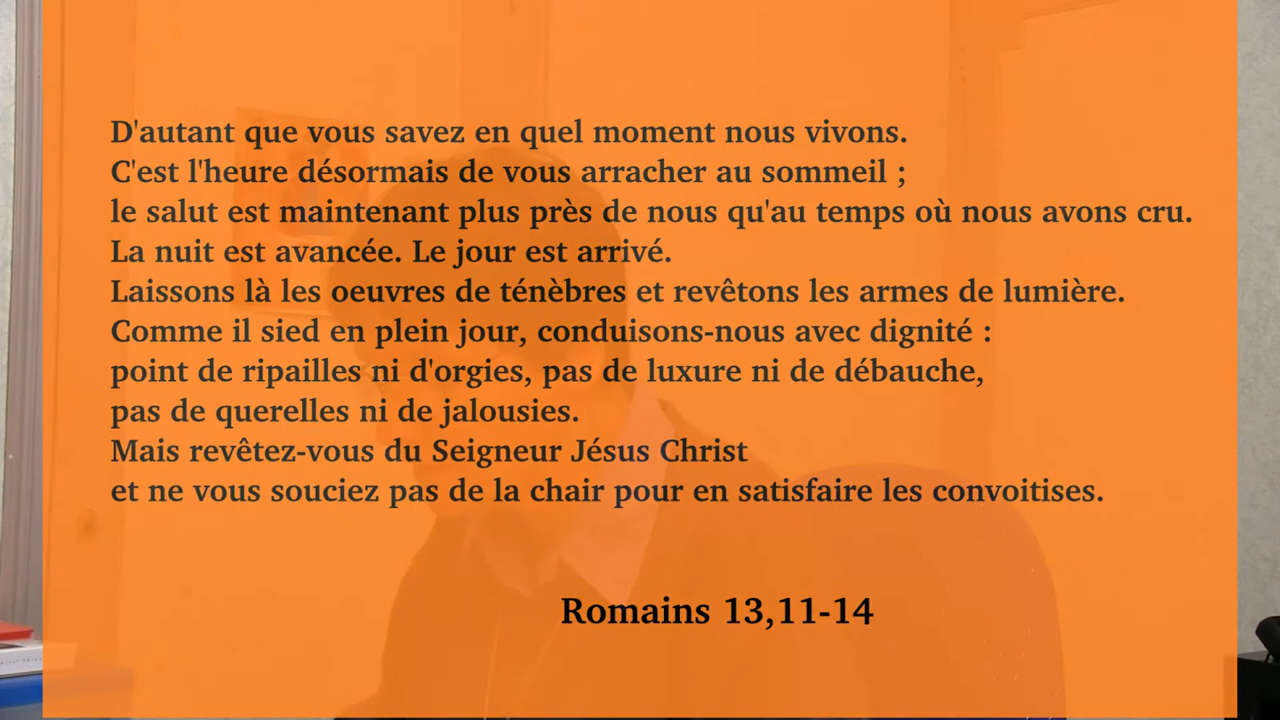 D'autant que vous savez en quel moment nous vivons.
C'est l'heure désormais de vous arracher au sommeil ;
le salut est maintenant plus près de nous qu'au temps où nous avons cru.
La nuit est avancée. Le jour est arrivé.
Laissons là les oeuvres de ténèbres et revêtons les armes de lumière.
Comme il sied en plein jour, conduisons-nous avec dignité :
point de ripailles ni d'orgies, pas de luxure ni de débauche,
pas de querelles ni de jalousies.
Mais revêtez-vous du Seigneur Jésus Christ
et ne vous souciez pas de la chair pour en satisfaire les convoitises.
Romains 13,11-14